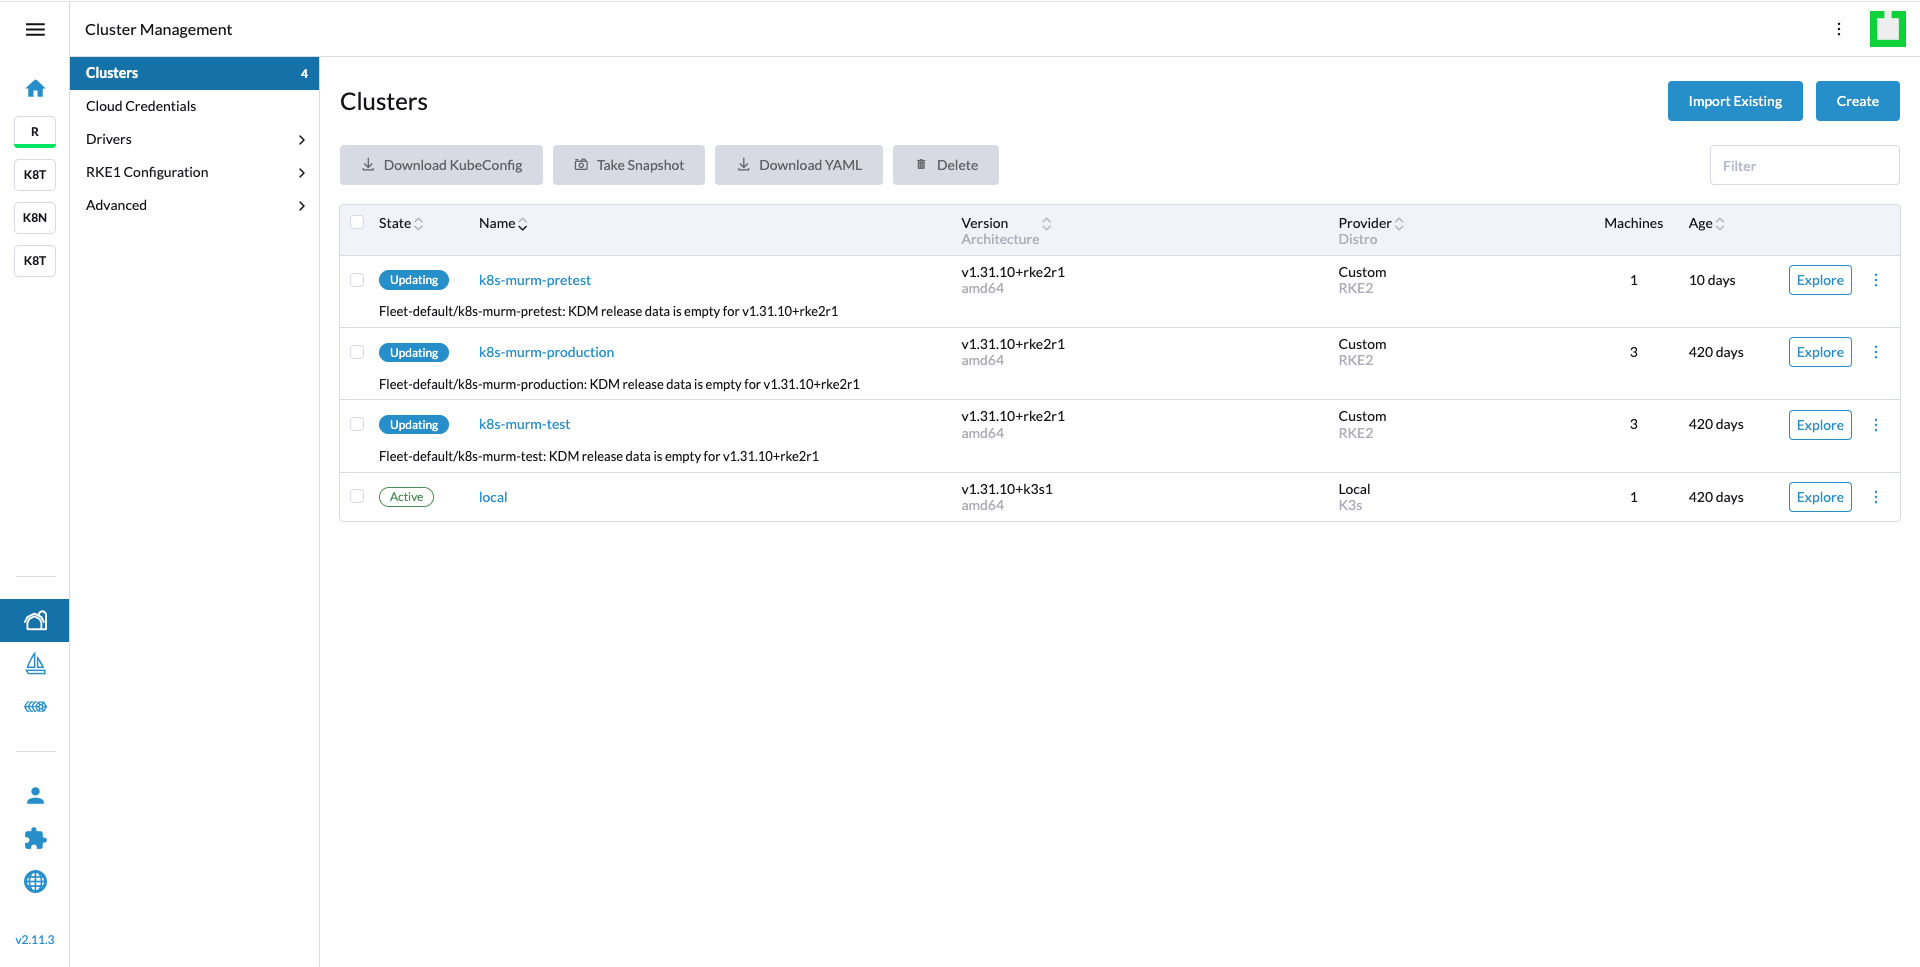 Cluster Management
R
K8T
K8N
K8T
v2.11.3
Clusters 4
Cloud Credentials
Drivers
RKE1 Configuration
Advanced
Clusters
Import Existing Create
Download KubeConfig Take Snapshot Download YAML Delete
Filter
State Name Version Provider Machines Age
Architecture Distro
Updating k8s-murm-pretest v1.31.10+rke2r1 Custom 1 10 days Explore
amd64 RKE2
Fleet-default/k8s-murm-pretest: KDM release data is empty for v1.31.10+rke2r1
Updating k8s-murm-production v1.31.10+rke2r1 Custom 3 420 days Explore
amd64 RKE2
Fleet-default/k8s-murm-production: KDM release data is empty for v1.31.10+rke2r1
Updating k8s-murm-test v1.31.10+rke2r1 Custom 3 420 days Explore
amd64 RKE2
Fleet-default/k8s-murm-test: KDM release data is empty for v1.31.10+rke2r1
Active local v1.31.10+k3s1 Local 1 420 days Explore
amd64 K3s